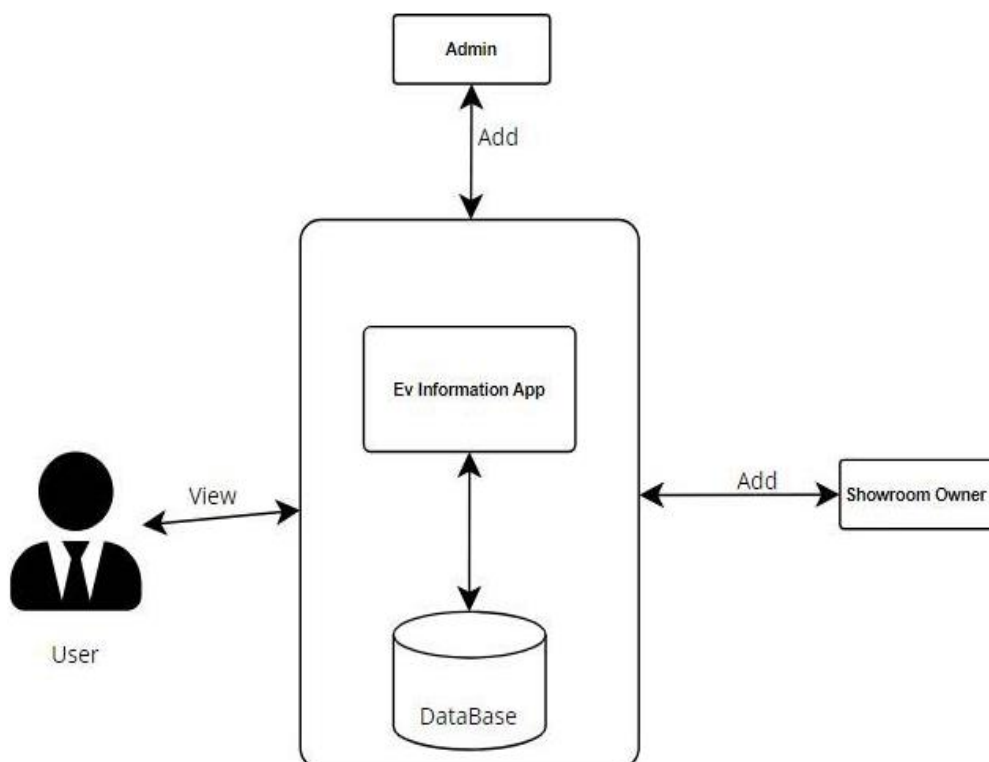 Admin
Add
Ev Information App
View
Add
Showroom Owner
User
DataBase